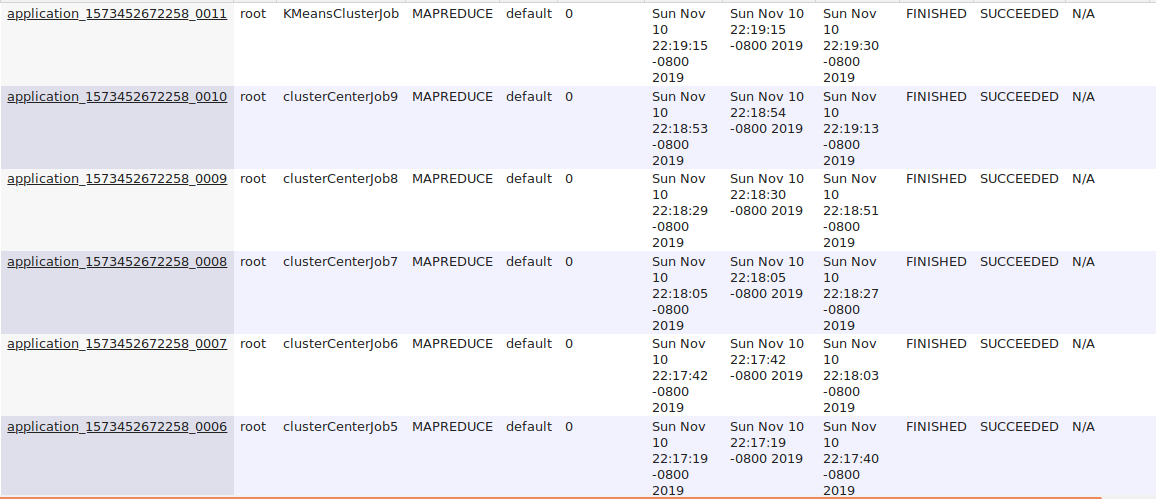 application_1573452672258_0011 root KMeansClusterJob MAPREDUCE default 0 Sun Nov Sun Nov 10 Sun Nov FINISHED SUCCEEDED N/A
10 22:19:15 10
22:19:15 -0800 2019 22:19:30
-0800 -0800
2019 2019
application_1573452672258_0010 root clusterCenterJob9 MAPREDUCE default 0 Sun Nov Sun Nov 10 Sun Nov FINISHED SUCCEEDED N/A
10 22:18:54 10
22:18:53 -0800 2019 22:19:13
-0800 -0800
2019 2019
application_1573452672258_0009 root clusterCenterJob8 MAPREDUCE default 0 Sun Nov Sun Nov 10 Sun Nov FINISHED SUCCEEDED N/A
10 22:18:30 10
22:18:29 -0800 2019 22:18:51
-0800 -0800
2019 2019
application_1573452672258_0008 root clusterCenterJob7 MAPREDUCE default 0 Sun Nov Sun Nov 10 Sun Nov FINISHED SUCCEEDED N/A
10 22:18:05 10
22:18:05 -0800 2019 22:18:27
-0800 -0800
2019 2019
application_1573452672258_0007 root clusterCenterJob6 MAPREDUCE default 0 Sun Nov Sun Nov 10 Sun Nov FINISHED SUCCEEDED N/A
10 22:17:42 10
22:17:42 -0800 2019 22:18:03
-0800 -0800
2019 2019
application_1573452672258_0006 root clusterCenterJob5 MAPREDUCE default 0 Sun Nov Sun Nov 10 Sun Nov FINISHED SUCCEEDED N/A
10 22:17:19 10
22:17:19 -0800 2019 22:17:40
-0800 -0800
2019 2019